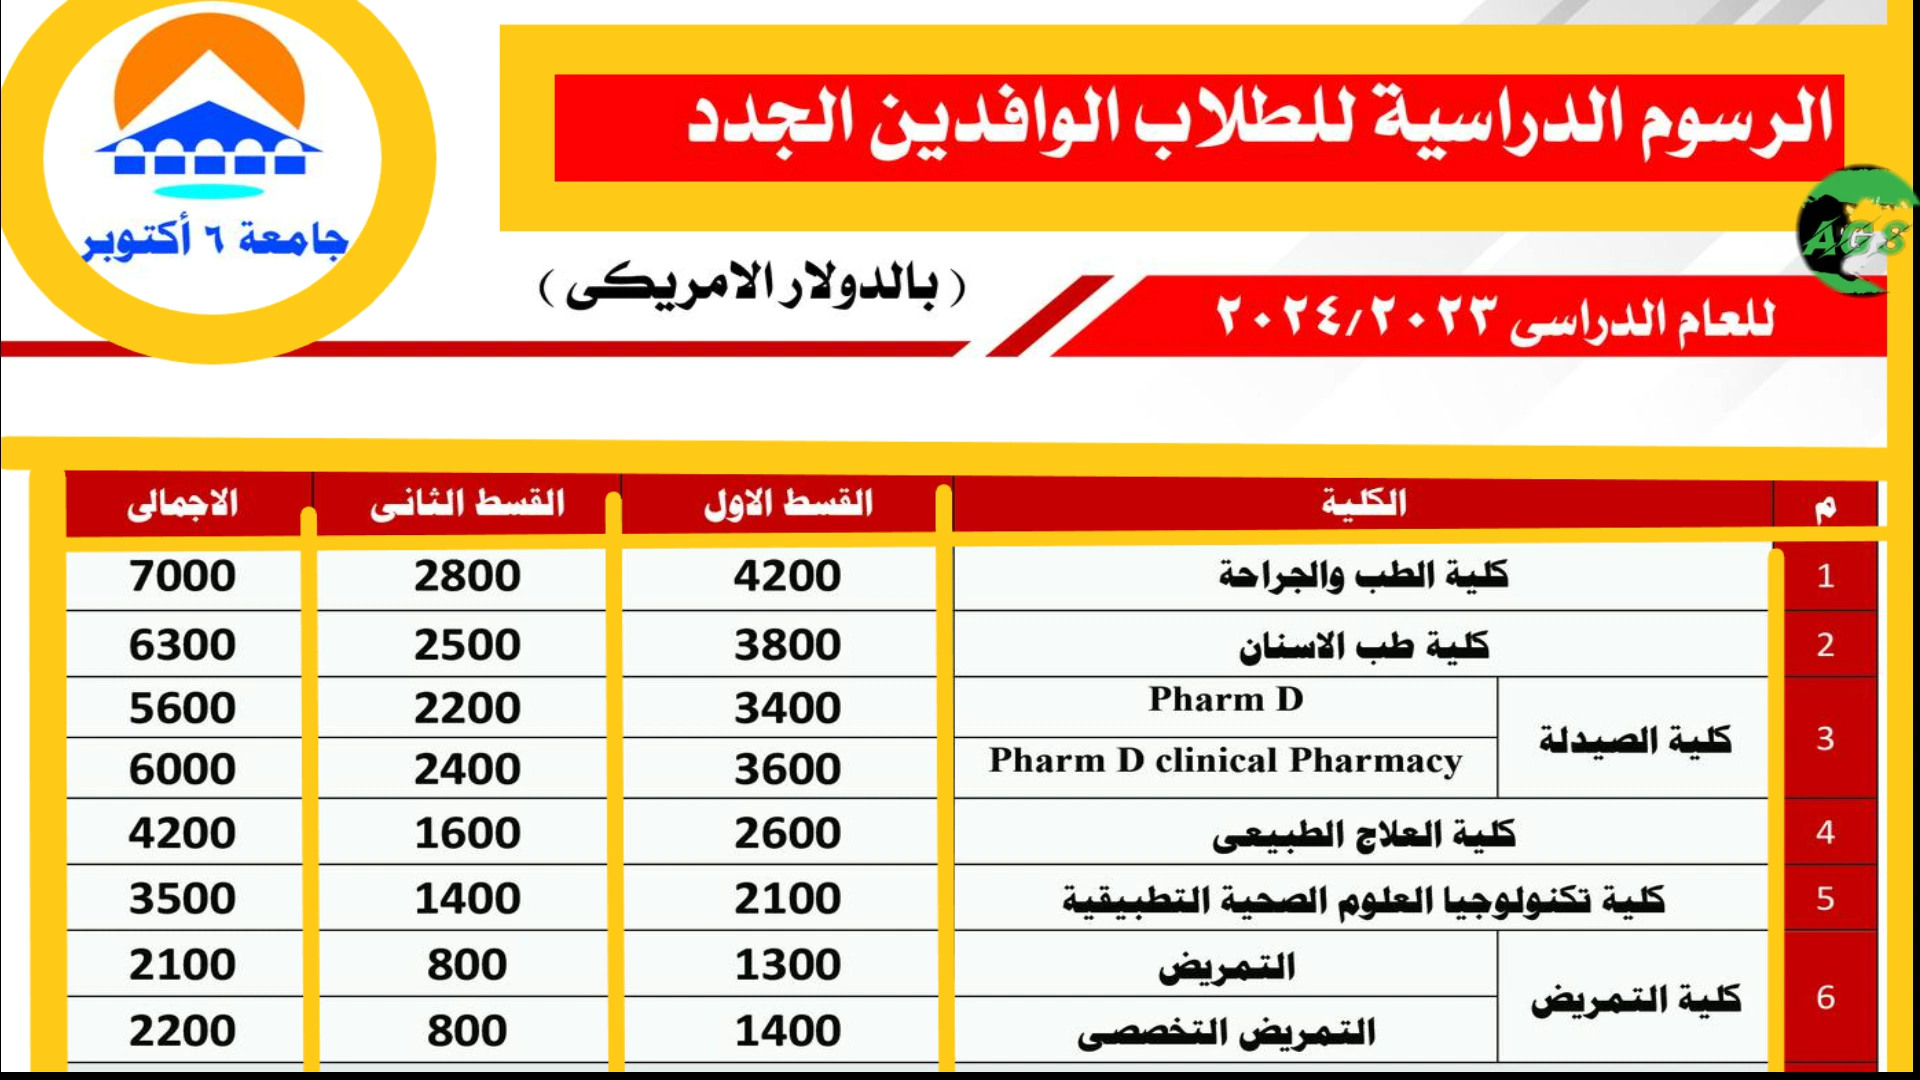 الرسوم الدراسية للطلاب الوافدين الجدد
جامعة ٦ أكتوبر
AGS
(بالدولار الامريكى)
للعام الدراسى ٢٠٢٤/٢٠٢٣
م الكلية القسط الاول القسط الثانى الاجمالى
1 كلية الطب والجراحة 4200 2800 7000
2 كلية طب الاسنان 3800 2500 6300
3 كلية الصيدلة Pharm D 3400 2200 5600
Pharm D clinical Pharmacy 3600 2400 6000
4 كلية العلاج الطبيعى 2600 1600 4200
5 كلية تكنولوجيا العلوم الصحية التطبيقية 2100 1400 3500
6 كلية التمريض التمريض 1300 800 2100
التمريض التخصصى 1400 800 2200